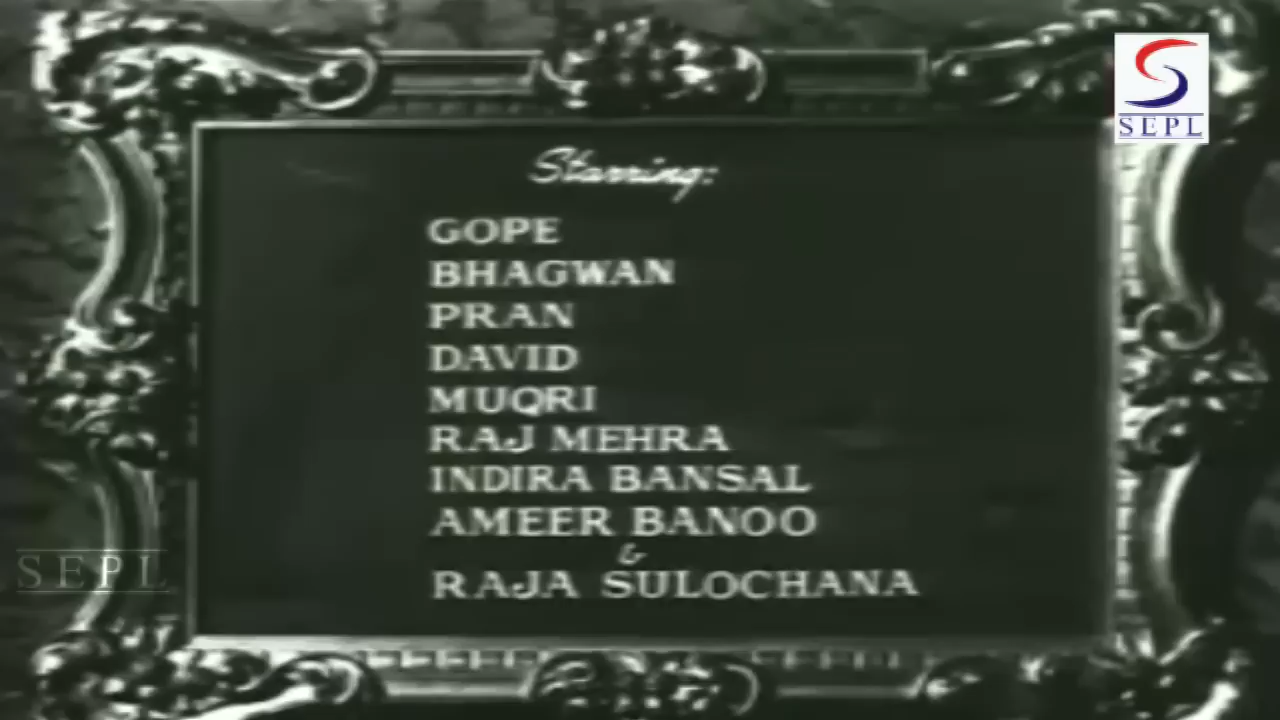 SEPL
Starring:
GOPE
BHAGWAN
PRAN
DAVID
MUQRI
RAJ MEHRA
INDIRA BANSAL
AMEER BANOO
&
RAJA SULOCHANA
SEPL